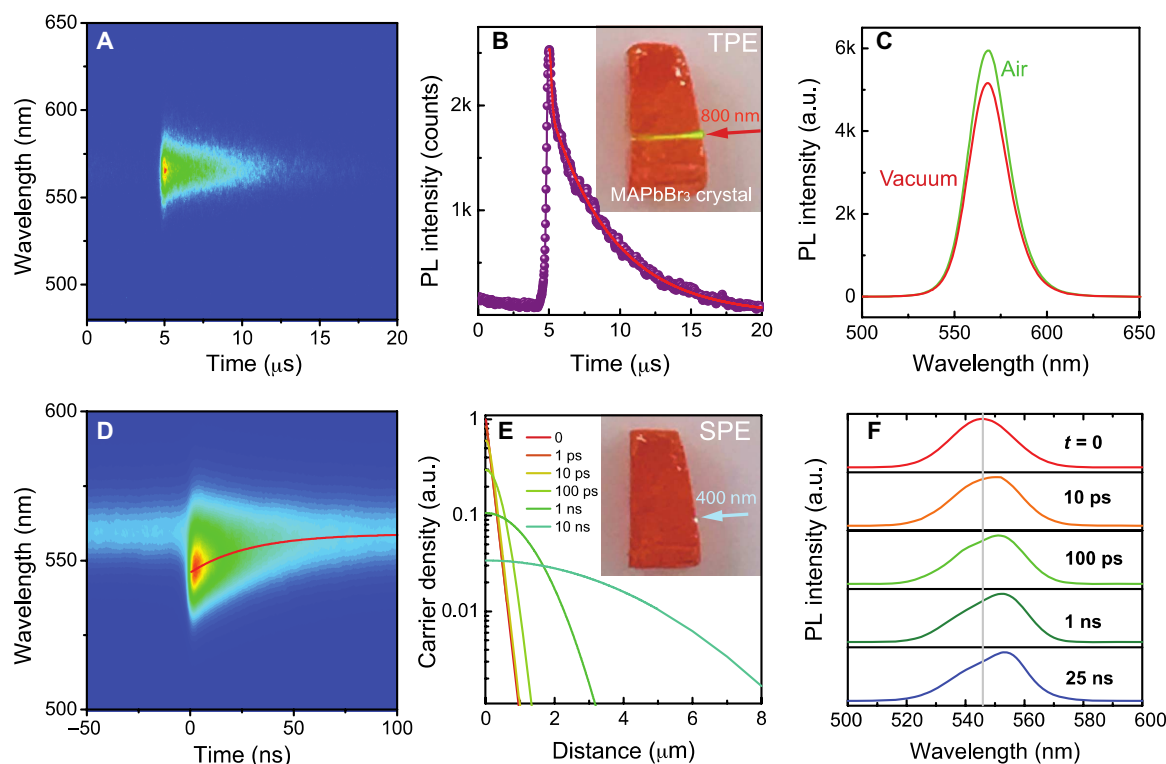 A
Wavelength (nm)
650
600
550
500
0
5
10
15
20
Time (μs)
B
TPE
PL intensity (counts)
2k
1k
800 nm
MAPbBr₃ crystal
0
5
10
15
20
Time (μs)
C
PL intensity (a.u.)
6k
4k
2k
0
Air
Vacuum
500
550
600
650
Wavelength (nm)
D
Wavelength (nm)
600
550
500
−50
0
50
100
Time (ns)
E
SPE
Carrier density (a.u.)
1
0.1
0.01
0
1 ps
10 ps
100 ps
1 ns
10 ns
400 nm
0
2
4
6
8
Distance (μm)
F
PL intensity (a.u.)
t = 0
10 ps
100 ps
1 ns
25 ns
500
520
540
560
580
600
Wavelength (nm)